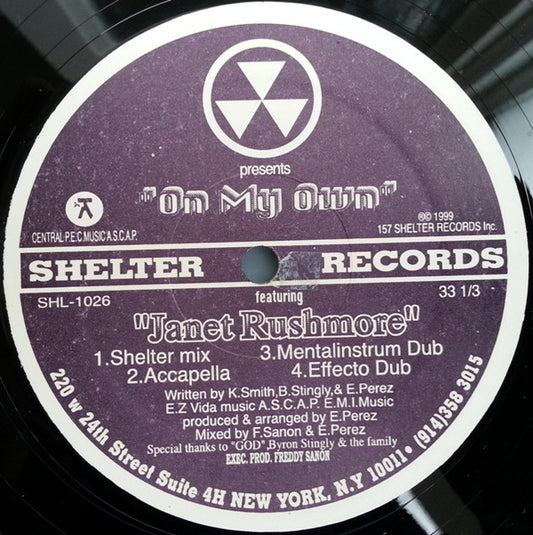 presents
"On My Own"
CENTRAL P.E.C.MUSIC A.S.C.A.P.
℗© 1999
157 SHELTER RECORDS Inc.
SHELTER RECORDS
SHL-1026
featuring
33 1/3
"Janet Rushmore"
1.Shelter mix
2.Accapella
3.Mentalinstrum Dub
4.Effecto Dub
Written by K.Smith,B.Stingly,& E.Perez
E.Z Vida music A.S.C.A.P. E.M.I.Music
produced & arranged by E.Perez
Mixed by F.Sanon & E.Perez
Special thanks to "GOD",Byron Stingly & the family
EXEC. PROD. FREDDY SANON
220 w 24th Street Suite 4H NEW YORK, N.Y 10011• (914)358 3015